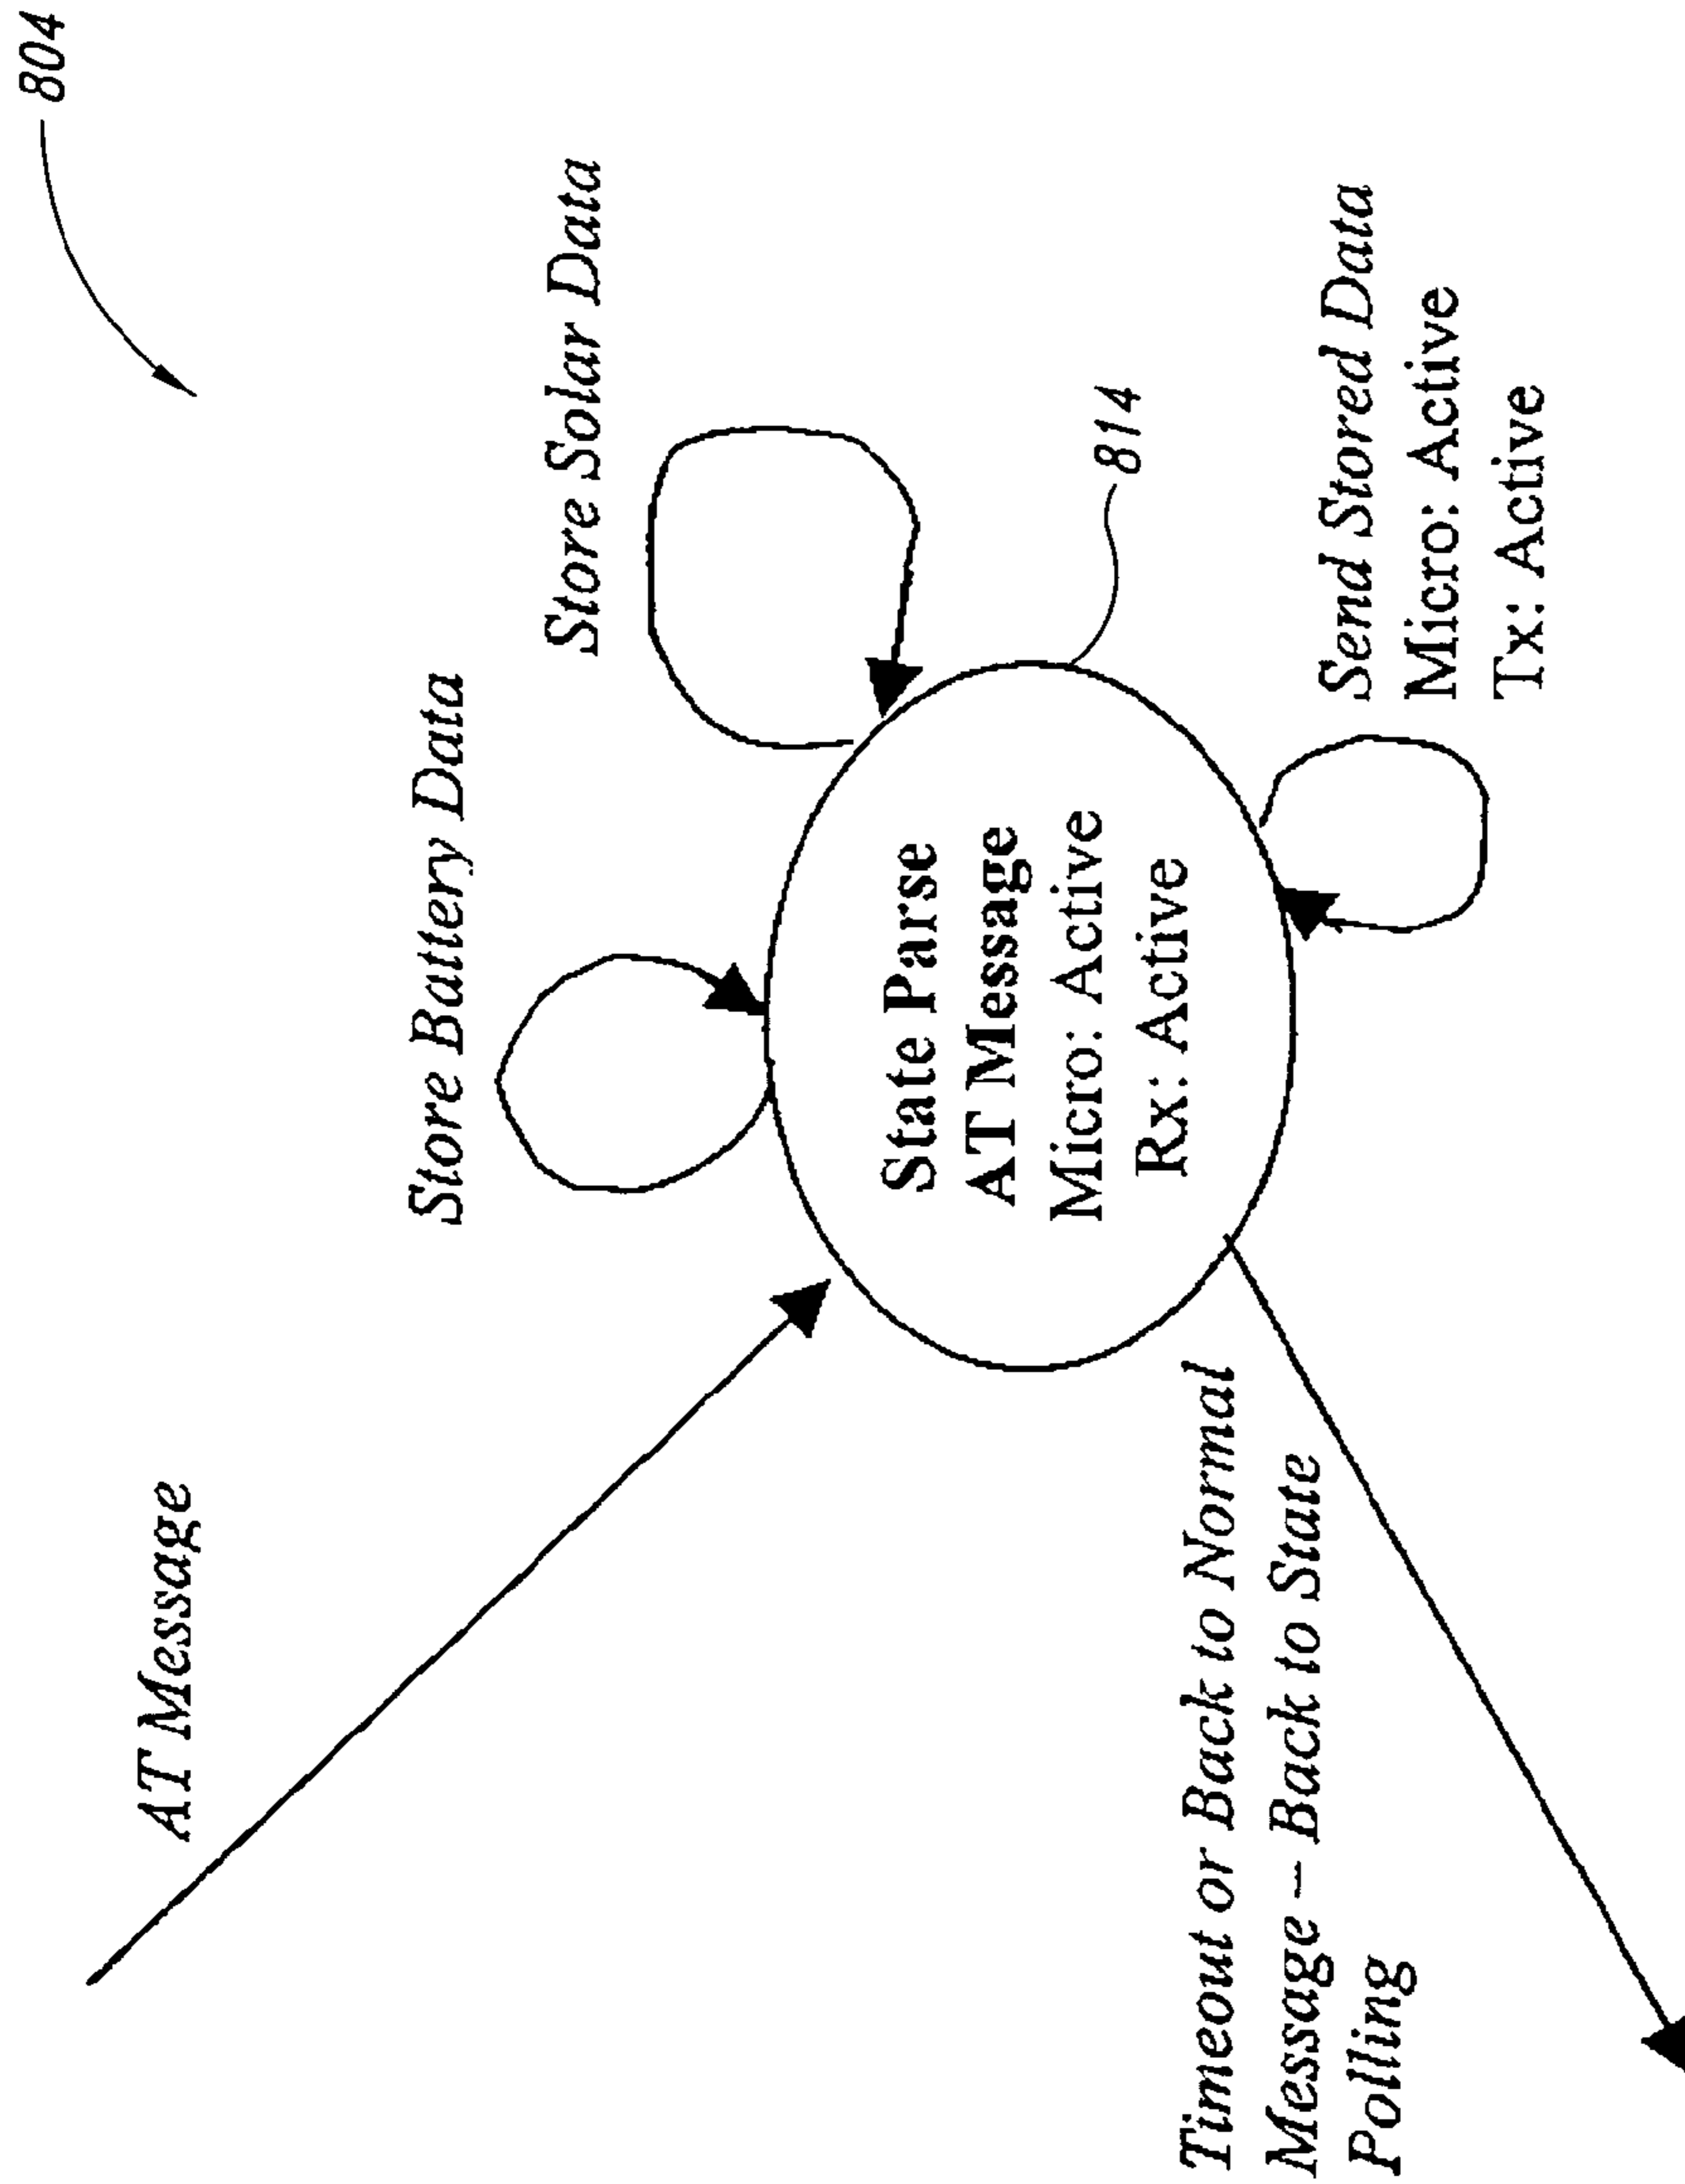 804
AT Message
Store Battery Data
Store Solar Data
State Parse
AT Message
Micro: Active
Rx: Active
814
Timeout or Back to Normal
Message – Back to State
Polling
Send Stored Data
Micro: Active
Tx: Active